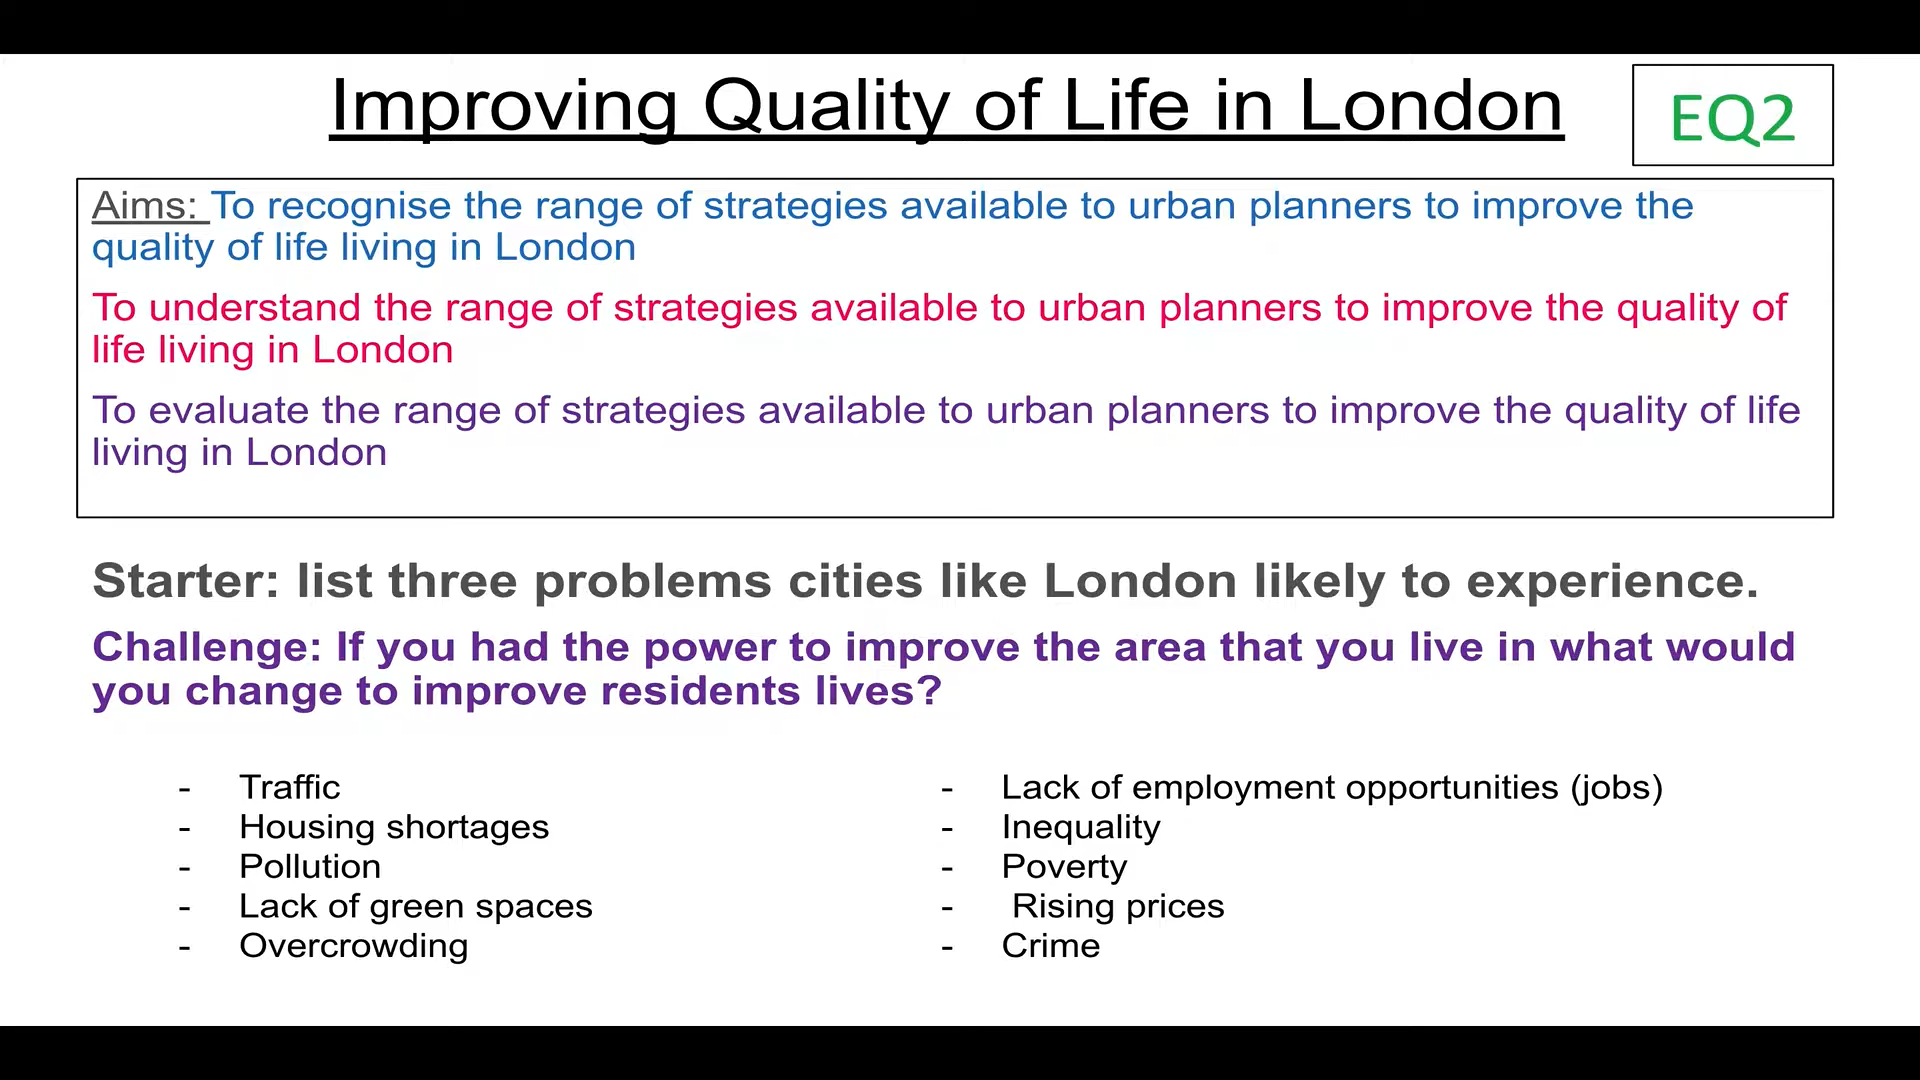 Improving Quality of Life in London
EQ2
Aims: To recognise the range of strategies available to urban planners to improve the
quality of life living in London
To understand the range of strategies available to urban planners to improve the quality of
life living in London
To evaluate the range of strategies available to urban planners to improve the quality of life
living in London
Starter: list three problems cities like London likely to experience.
Challenge: If you had the power to improve the area that you live in what would
you change to improve residents lives?
- Traffic
- Housing shortages
- Pollution
- Lack of green spaces
- Overcrowding
- Lack of employment opportunities (jobs)
- Inequality
- Poverty
- Rising prices
- Crime